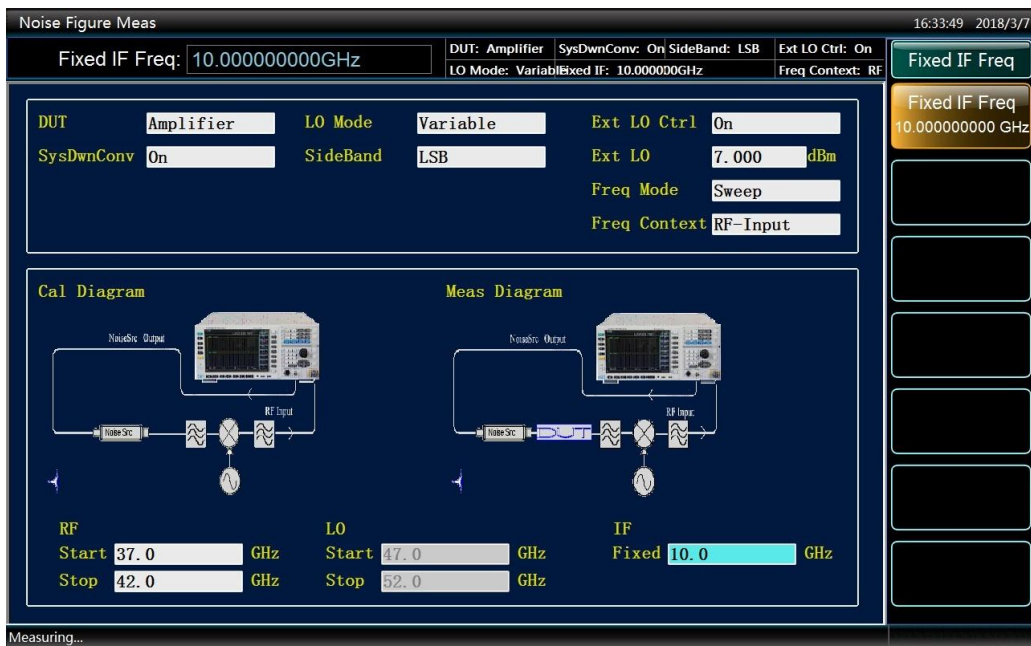 Noise Figure Meas
16:33:49 2018/3/7
Fixed IF Freq: 10.000000000GHz
DUT: Amplifier SysDwnConv: On SideBand: LSB Ext LO Ctrl: On
LO Mode: Variable Fixed IF: 10.000000GHz Freq Context: RF
Fixed IF Freq
Fixed IF Freq
10.000000000 GHz
DUT Amplifier LO Mode Variable Ext LO Ctrl On
SysDwnConv On SideBand LSB Ext LO 7.000 dBm
Freq Mode Sweep
Freq Context RF-Input
Cal Diagram Meas Diagram
NoiseSrc Output NoiseSrc Output
RF Input RF Input
Noise Src Noise Src DUT
RF LO IF
Start 37.0 GHz Start 47.0 GHz Fixed 10.0 GHz
Stop 42.0 GHz Stop 52.0 GHz
Measuring...